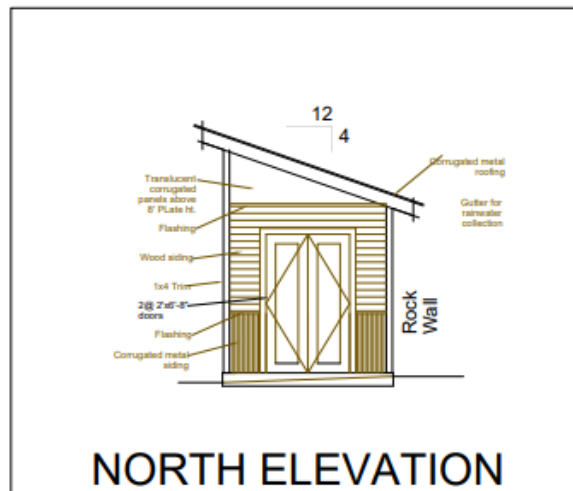 12
4
Translucent
corrugated
panels above
8' PLate ht.
Flashing
Wood siding
1x4 Trim
2@ 2'x6'-8"
doors
Flashing
Corrugated metal
siding
Corrugated metal
roofing
Gutter for
rainwater
collection
Rock
Wall
NORTH ELEVATION